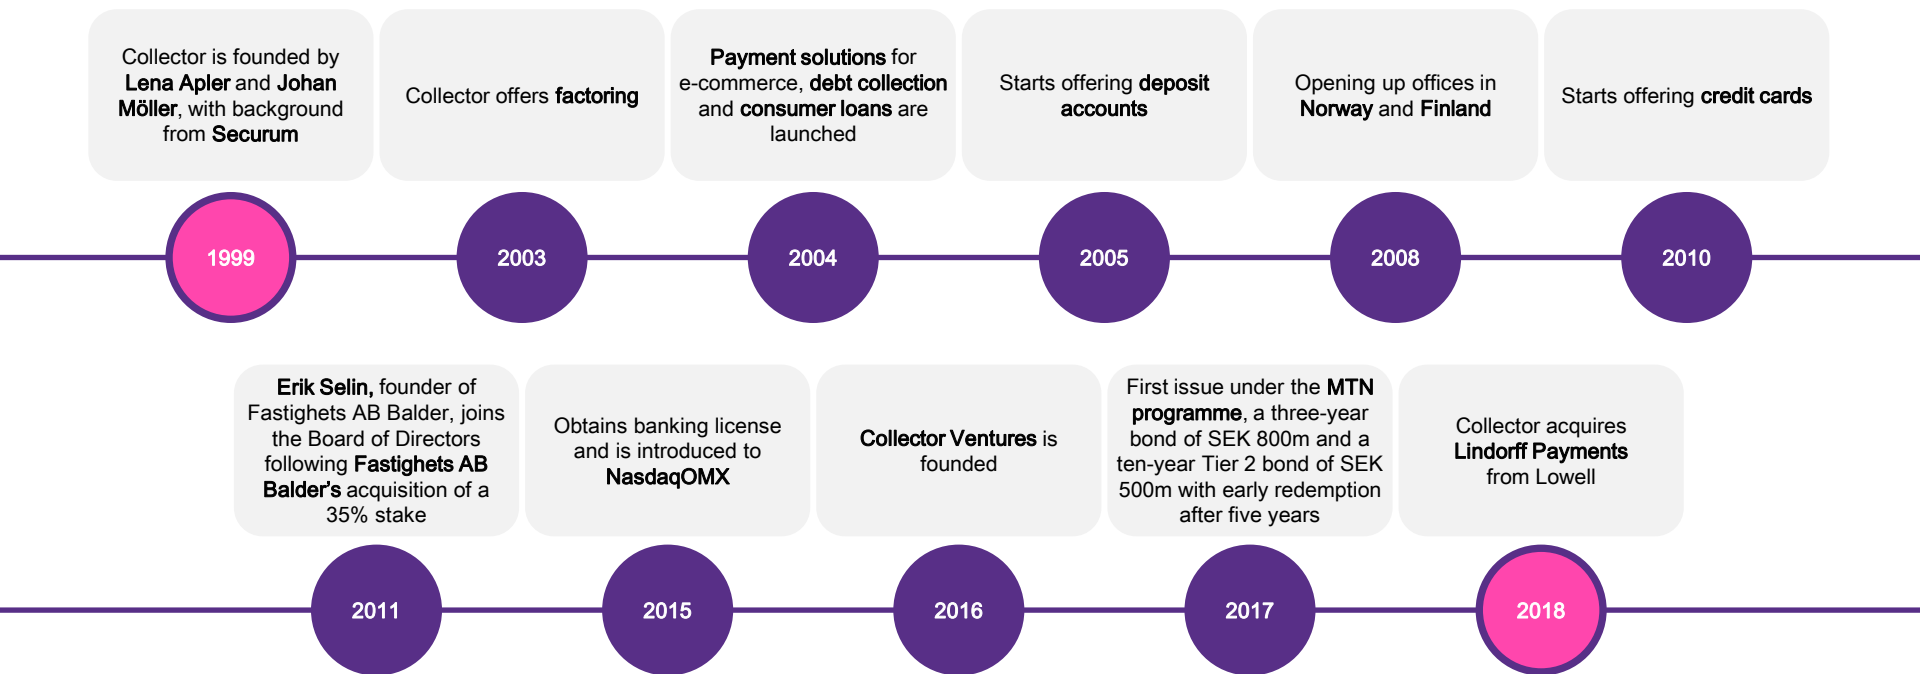 Collector is founded by
Lena Apler and Johan
Möller, with background
from Securum
Collector offers factoring
Payment solutions for
e-commerce, debt collection
and consumer loans are
launched
Starts offering deposit
accounts
Opening up offices in
Norway and Finland
Starts offering credit cards
1999
2003
2004
2005
2008
2010
Erik Selin, founder of
Fastighets AB Balder, joins
the Board of Directors
following Fastighets AB
Balder's acquisition of a
35% stake
Obtains banking license
and is introduced to
NasdaqOMX
Collector Ventures is
founded
First issue under the MTN
programme, a three-year
bond of SEK 800m and a
ten-year Tier 2 bond of SEK
500m with early redemption
after five years
Collector acquires
Lindorff Payments
from Lowell
2011
2015
2016
2017
2018